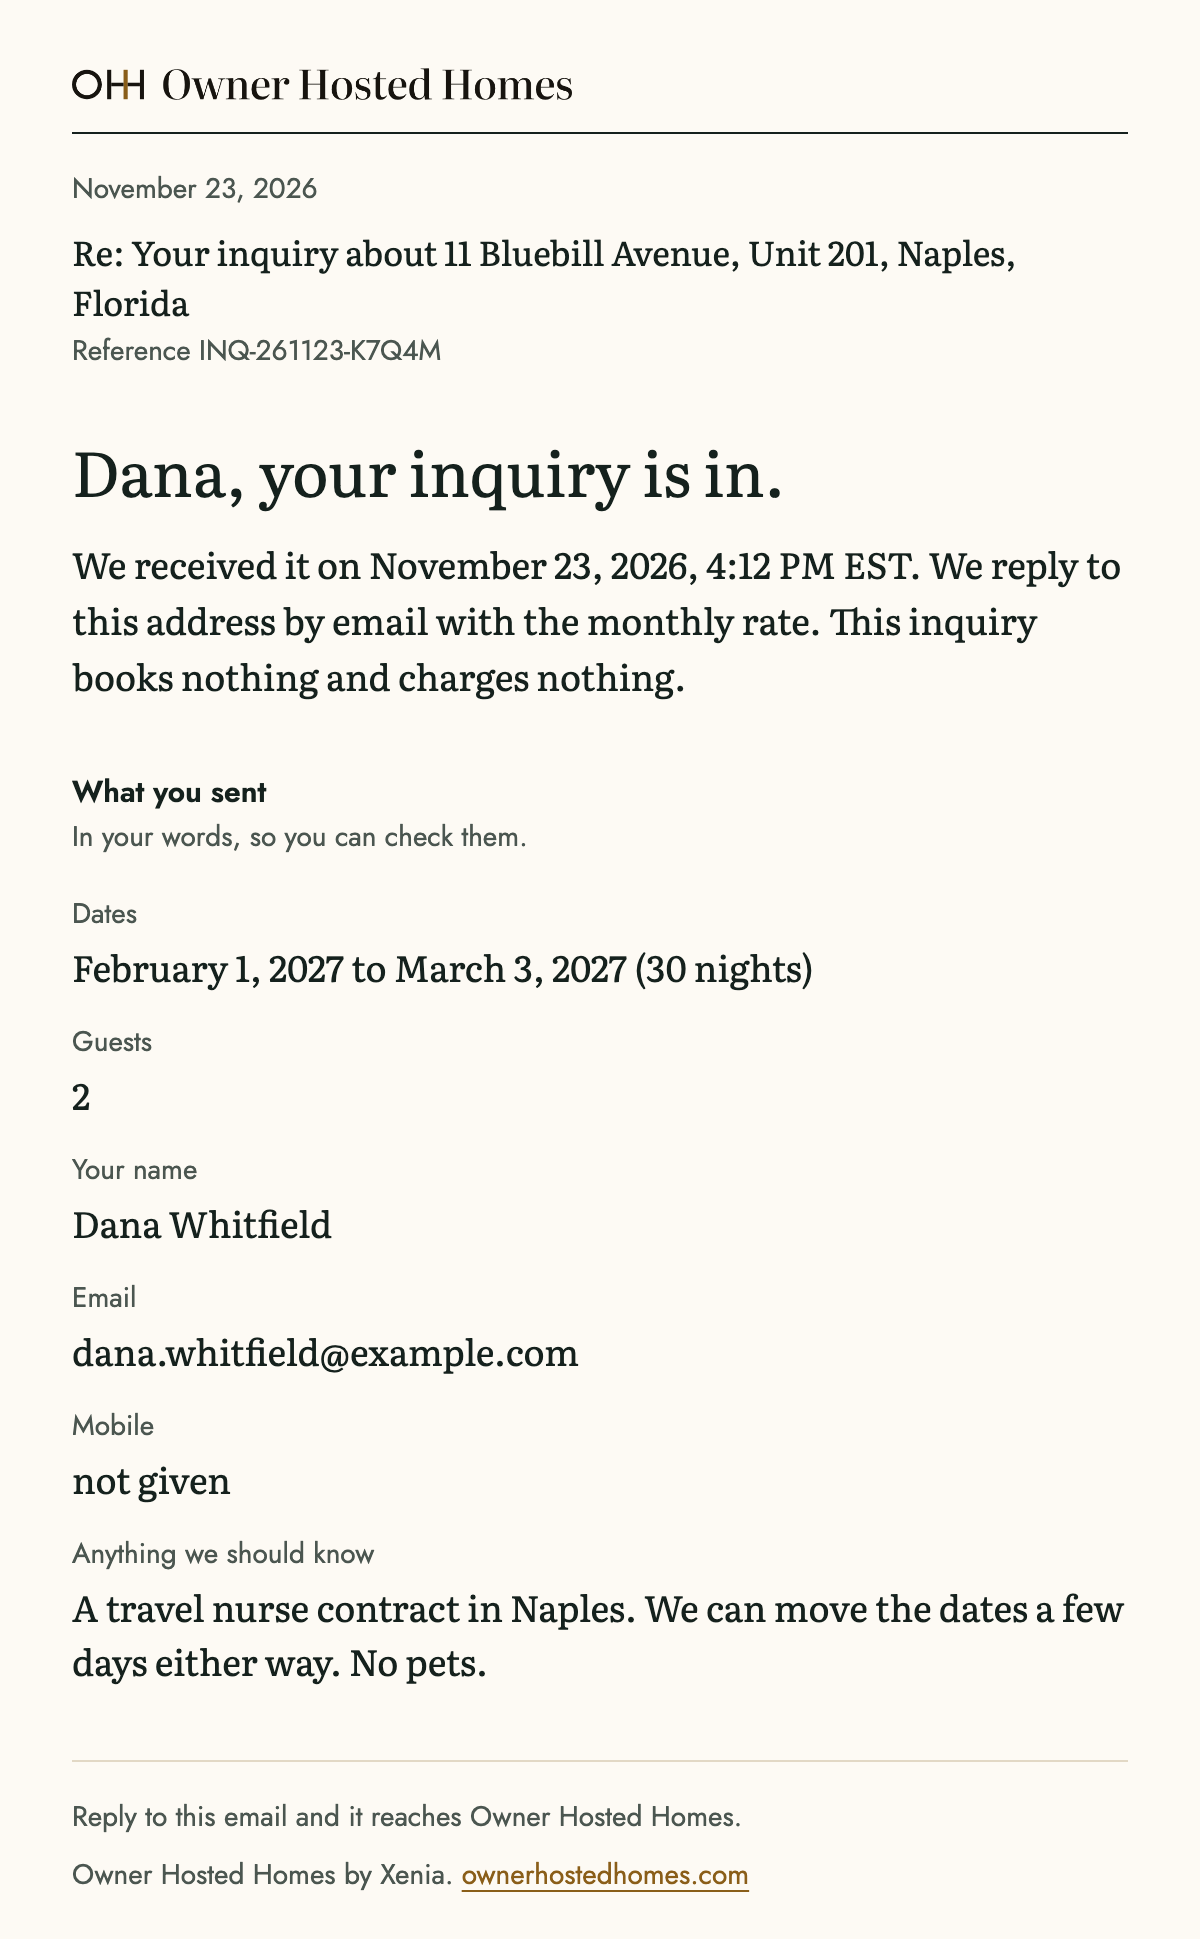 OHH Owner Hosted Homes
November 23, 2026
Re: Your inquiry about 11 Bluebill Avenue, Unit 201, Naples,
Florida
Reference INQ-261123-K7Q4M
Dana, your inquiry is in.
We received it on November 23, 2026, 4:12 PM EST. We reply to
this address by email with the monthly rate. This inquiry
books nothing and charges nothing.
What you sent
In your words, so you can check them.
Dates
February 1, 2027 to March 3, 2027 (30 nights)
Guests
2
Your name
Dana Whitfield
Email
dana.whitfield@example.com
Mobile
not given
Anything we should know
A travel nurse contract in Naples. We can move the dates a few
days either way. No pets.
Reply to this email and it reaches Owner Hosted Homes.
Owner Hosted Homes by Xenia. ownerhostedhomes.com